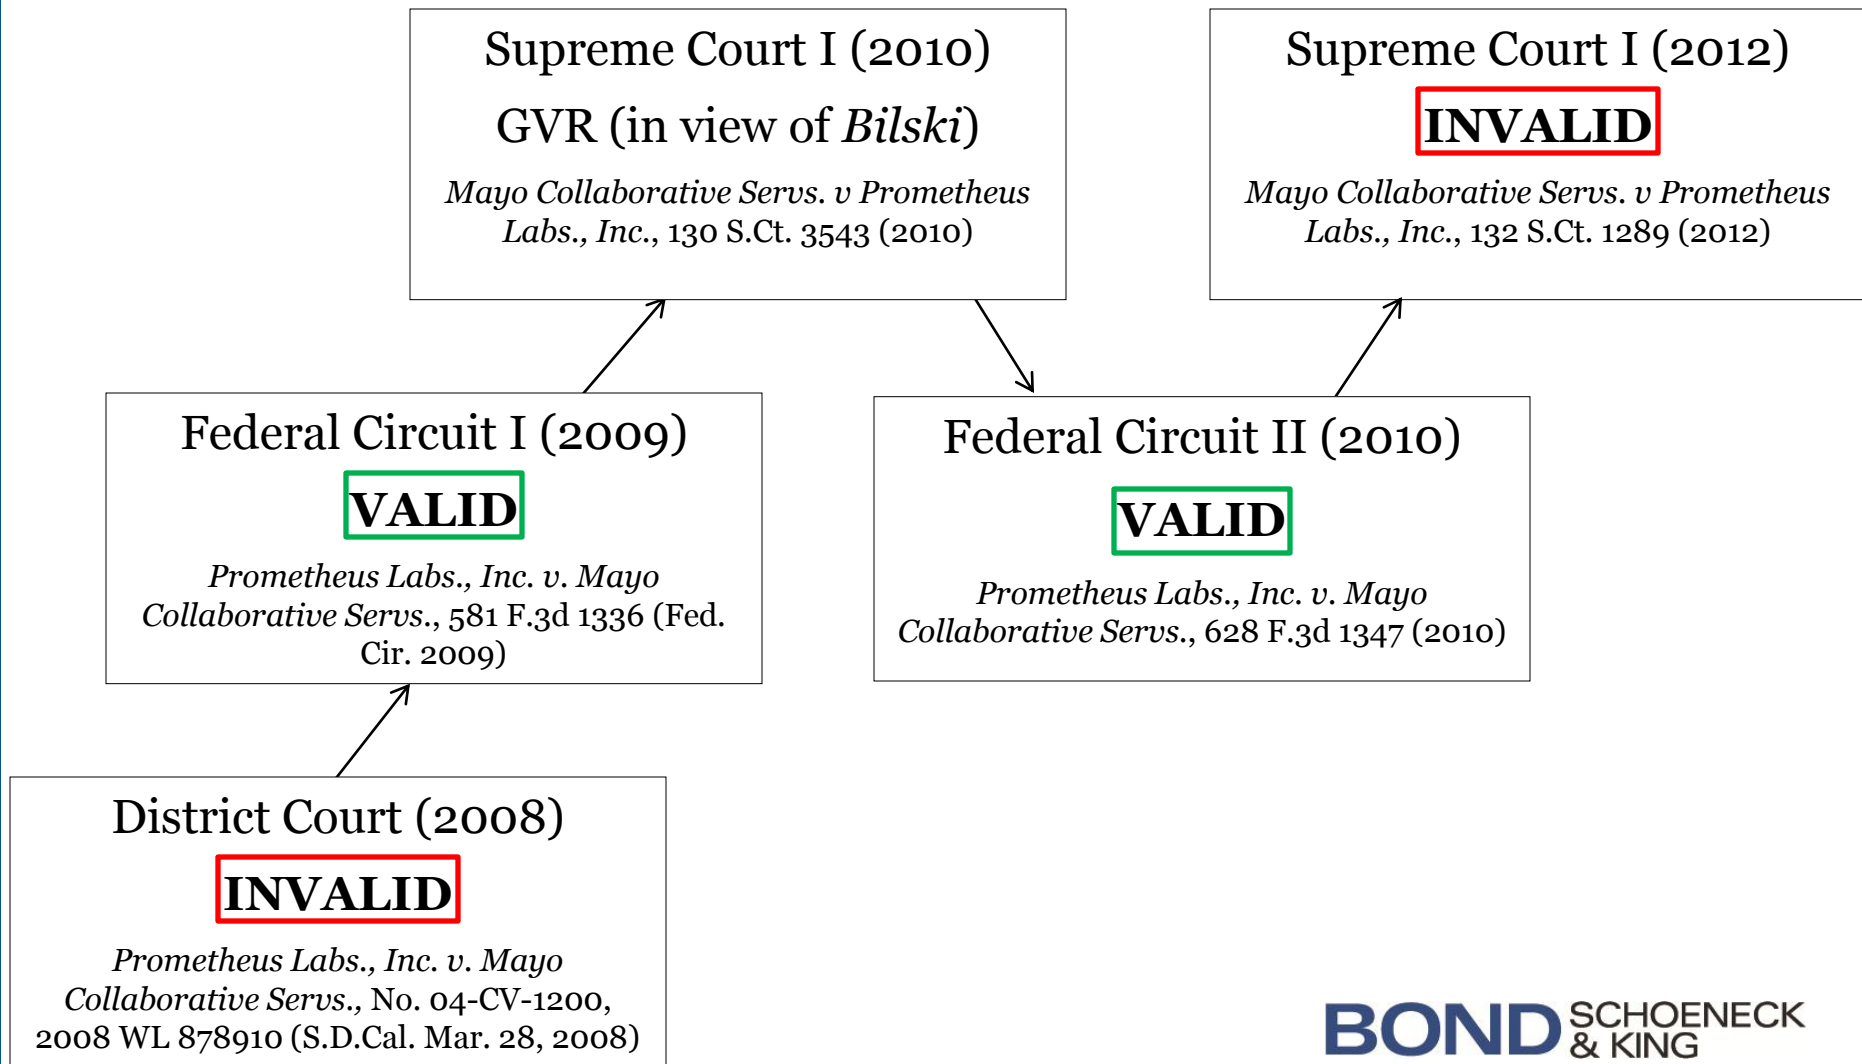 Supreme Court I (2010)
GVR (in view of Bilski)
Mayo Collaborative Servs. v Prometheus
Labs., Inc., 130 S.Ct. 3543 (2010)
Supreme Court I (2012)
INVALID
Mayo Collaborative Servs. v Prometheus
Labs., Inc., 132 S.Ct. 1289 (2012)
Federal Circuit I (2009)
VALID
Prometheus Labs., Inc. v. Mayo
Collaborative Servs., 581 F.3d 1336 (Fed.
Cir. 2009)
Federal Circuit II (2010)
VALID
Prometheus Labs., Inc. v. Mayo
Collaborative Servs., 628 F.3d 1347 (2010)
District Court (2008)
INVALID
Prometheus Labs., Inc. v. Mayo
Collaborative Servs., No. 04-CV-1200,
2008 WL 878910 (S.D.Cal. Mar. 28, 2008)
BOND SCHOENECK
& KING